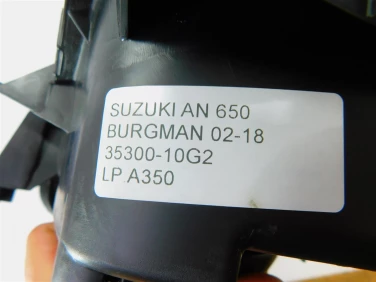 SUZUKI AN 650
BURGMAN 02-18
35300-10G2
LP A350